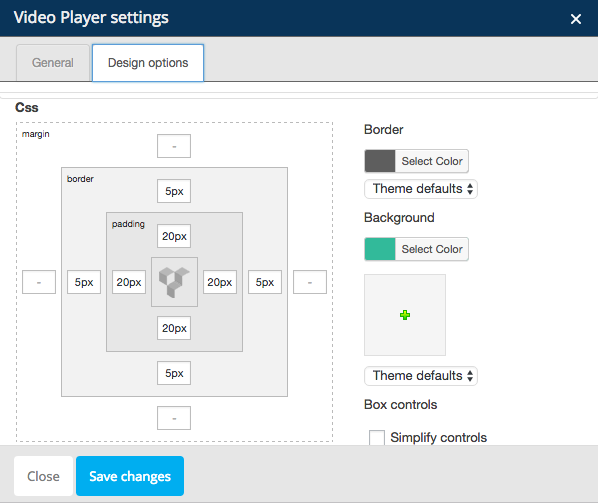 Video Player settings ×
General Design options
Css
margin
-
border
5px
padding
20px
- 5px 20px 20px 5px -
20px
5px
-
Border
Select Color
Theme defaults
Background
Select Color
Theme defaults
Box controls
Simplify controls
Close Save changes